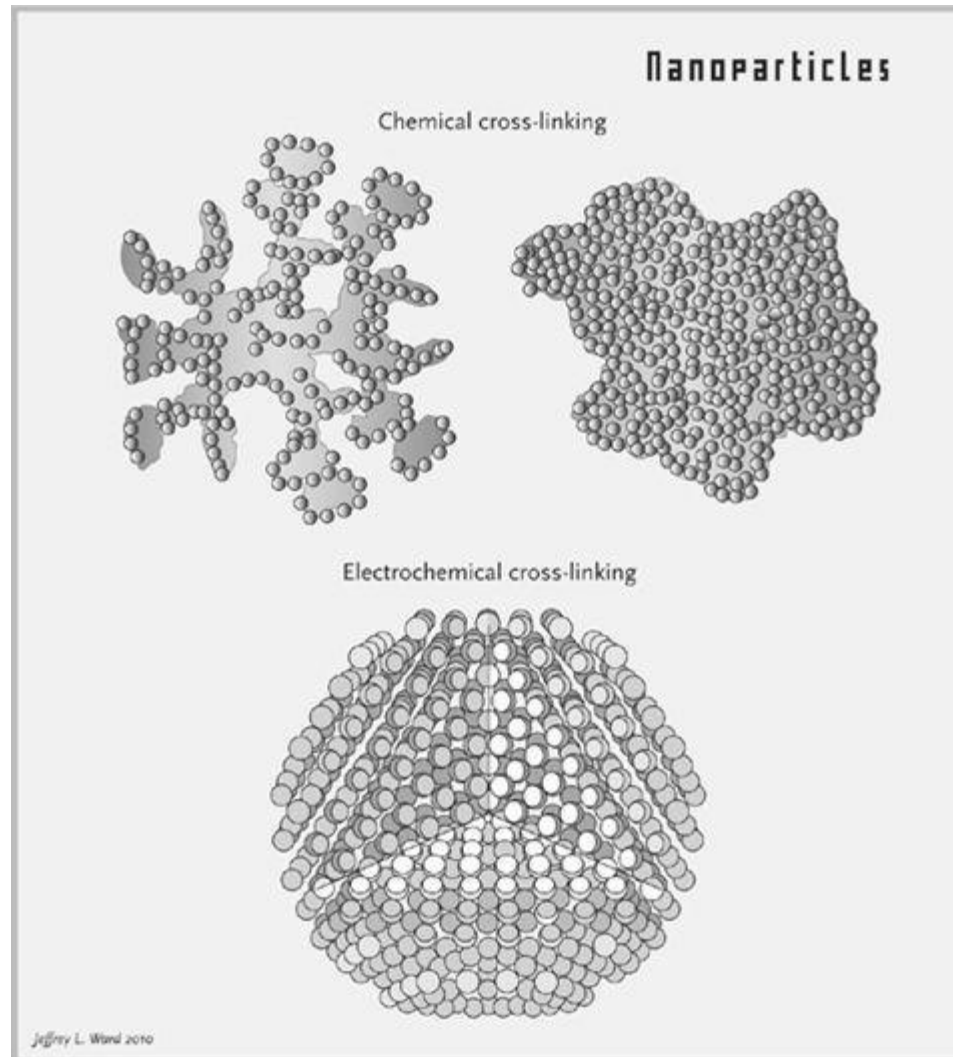 Nanoparticles
Chemical cross-linking
Electrochemical cross-linking
Jeffrey L. Ward 2010